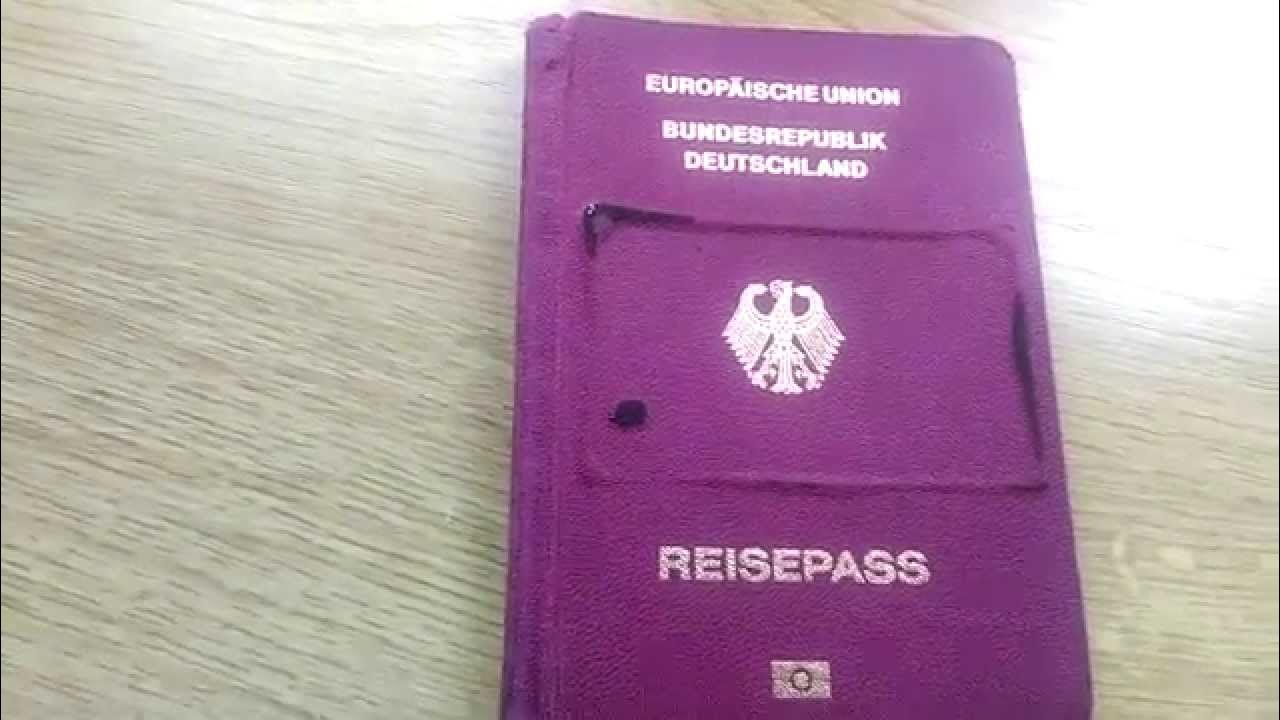 EUROPÄISCHE UNION
BUNDESREPUBLIK
DEUTSCHLAND
REISEPASS